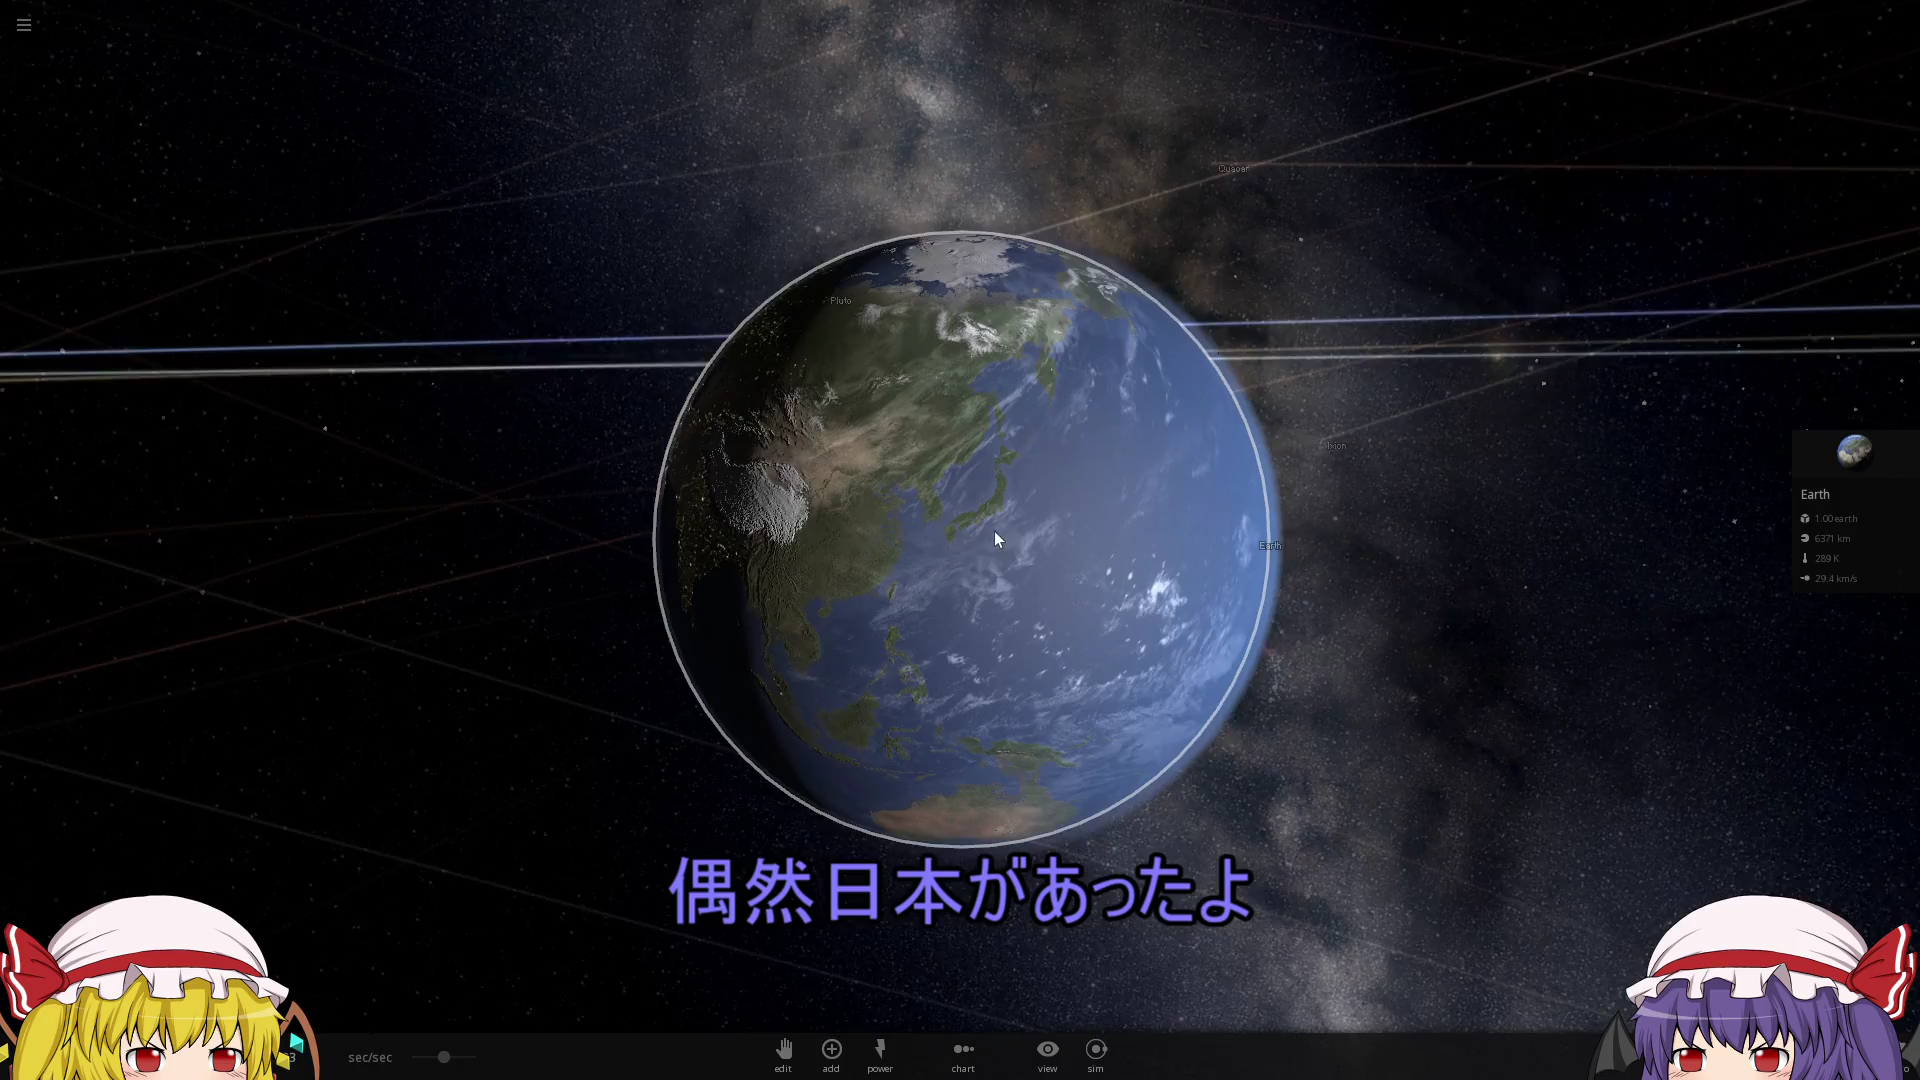 Quaoar
Pluto
Ixion
Earth
Earth
1.00 earth
6371 km
289 K
29.4 km/s
偶然日本があったよ
sec/sec
edit
add
power
chart
view
sim